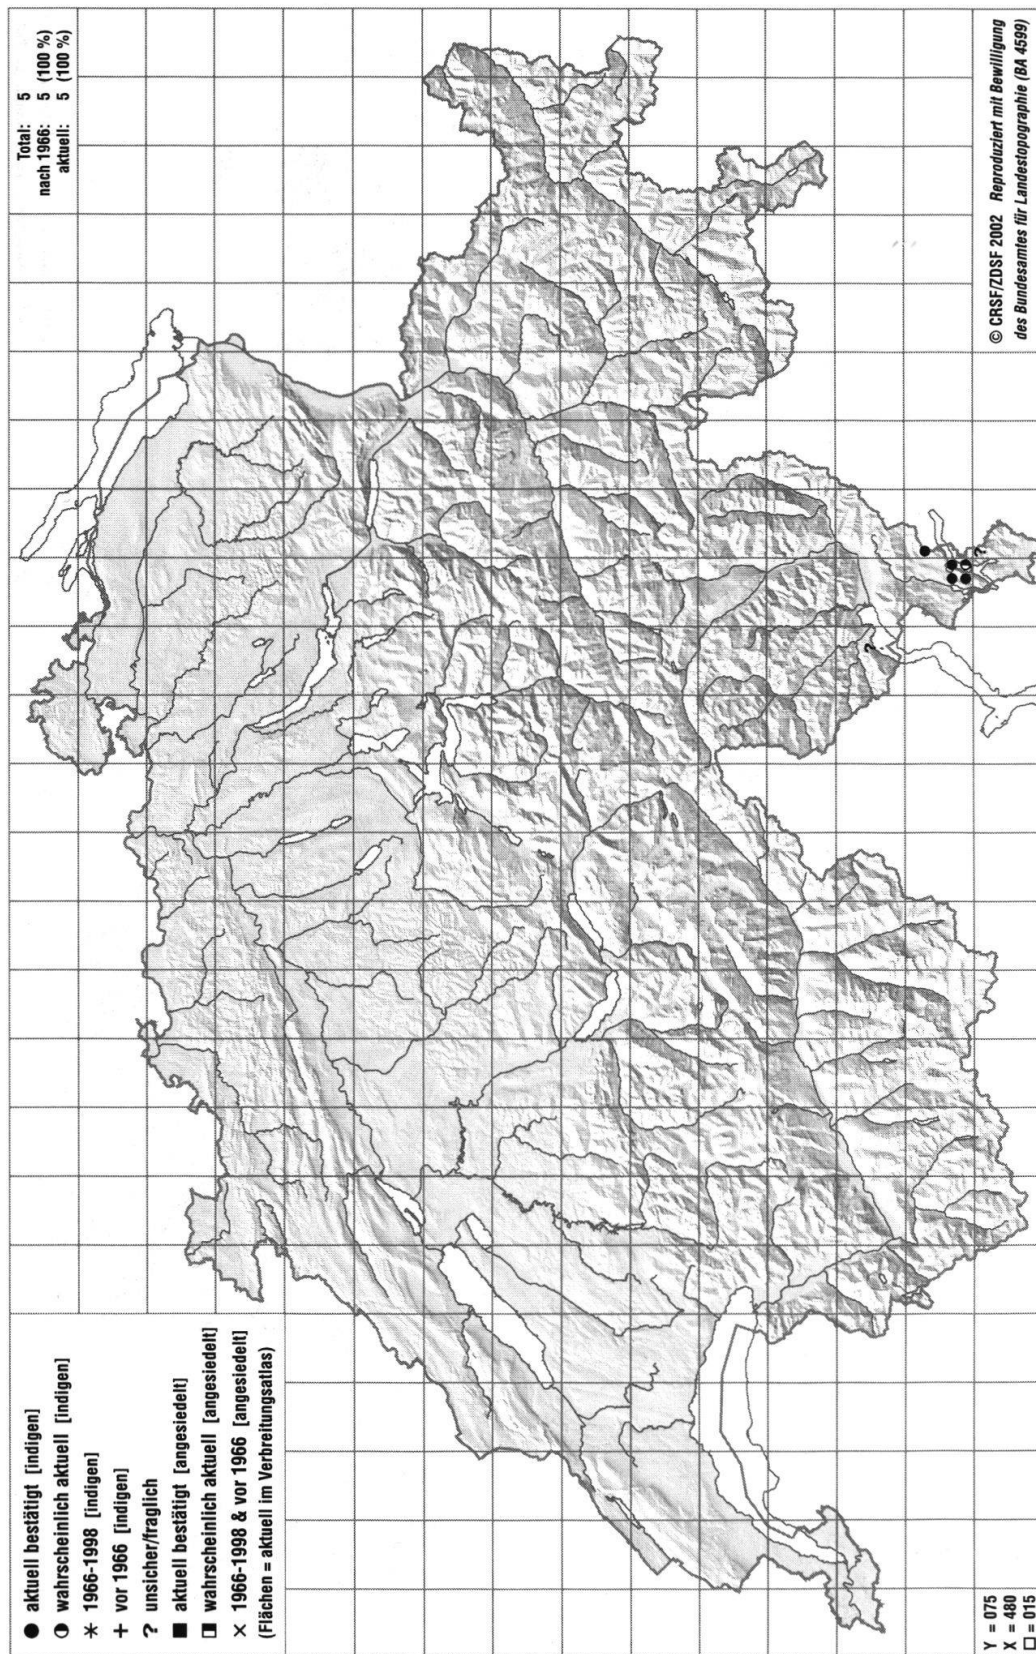 ● aktuell bestätigt [indigen]
◐ wahrscheinlich aktuell [indigen]
✳ 1966-1998 [indigen]
+ vor 1966 [indigen]
? unsicher/fraglich
■ aktuell bestätigt [angesiedelt]
◨ wahrscheinlich aktuell [angesiedelt]
× 1966-1998 & vor 1966 [angesiedelt]
(Flächen = aktuell im Verbreitungsatlas)
Total: 5
nach 1966: 5 (100 %)
aktuell: 5 (100 %)
?
?
Y = 075
X = 480
□ = 015
© CRSF/ZDSF 2002 Reproduziert mit Bewilligung
des Bundesamtes für Landestopographie (BA 4599)